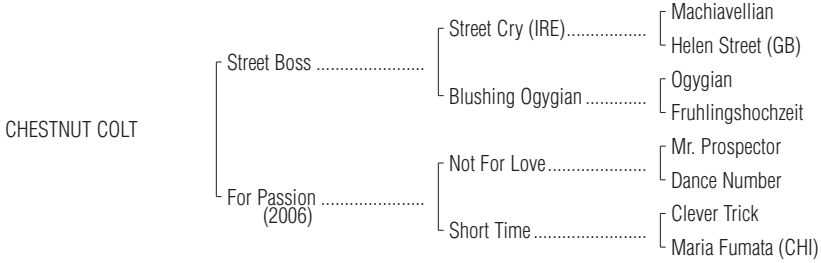 Machiavellian
Street Cry (IRE).................
Helen Street (GB)
Street Boss .......................
Ogygian
Blushing Ogygian .............
Fruhlingshochzeit
CHESTNUT COLT
Mr. Prospector
Not For Love.....................
Dance Number
For Passion ......................
(2006)
Clever Trick
Short Time........................
Maria Fumata (CHI)